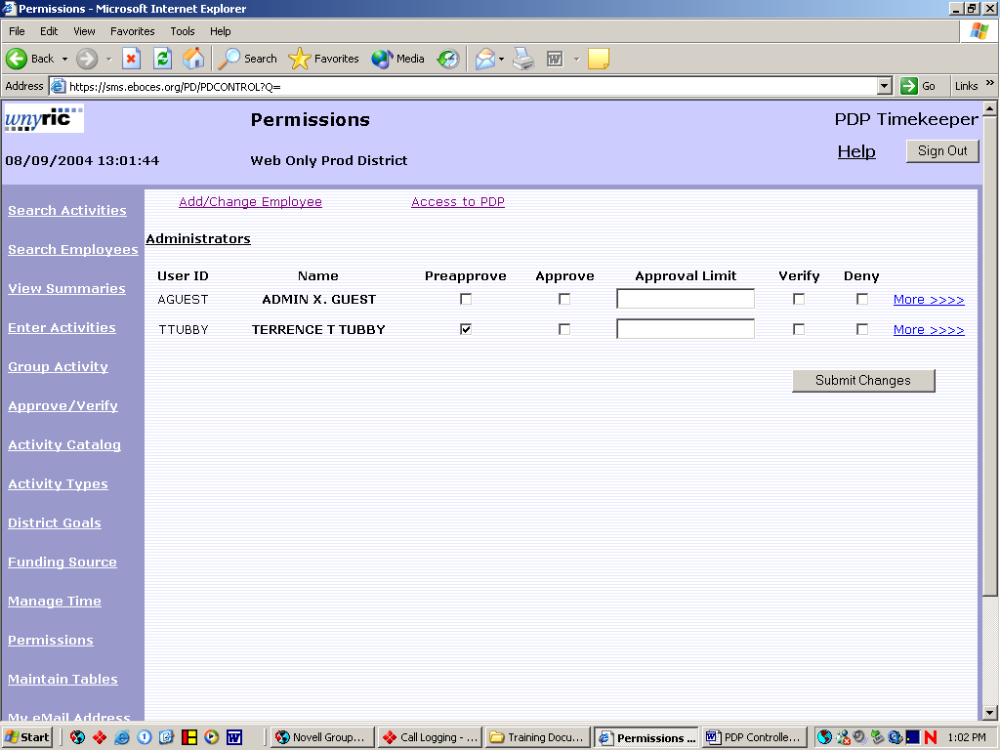 Permissions - Microsoft Internet Explorer
File Edit View Favorites Tools Help
Back Search Favorites Media
Address https://sms.eboces.org/PD/PDCONTROL?Q= Go Links »
wnyric Permissions PDP Timekeeper
08/09/2004 13:01:44 Web Only Prod District Help Sign Out
Search Activities
Search Employees
View Summaries
Enter Activities
Group Activity
Approve/Verify
Activity Catalog
Activity Types
District Goals
Funding Source
Manage Time
Permissions
Maintain Tables
My eMail Address
Add/Change Employee Access to PDP
Administrators
User ID Name Preapprove Approve Approval Limit Verify Deny
AGUEST ADMIN X. GUEST More >>>>
TTUBBY TERRENCE T TUBBY More >>>>
Submit Changes
Start Novell Group... Call Logging - ... Training Docu... Permissions ... PDP Controlle... 1:02 PM